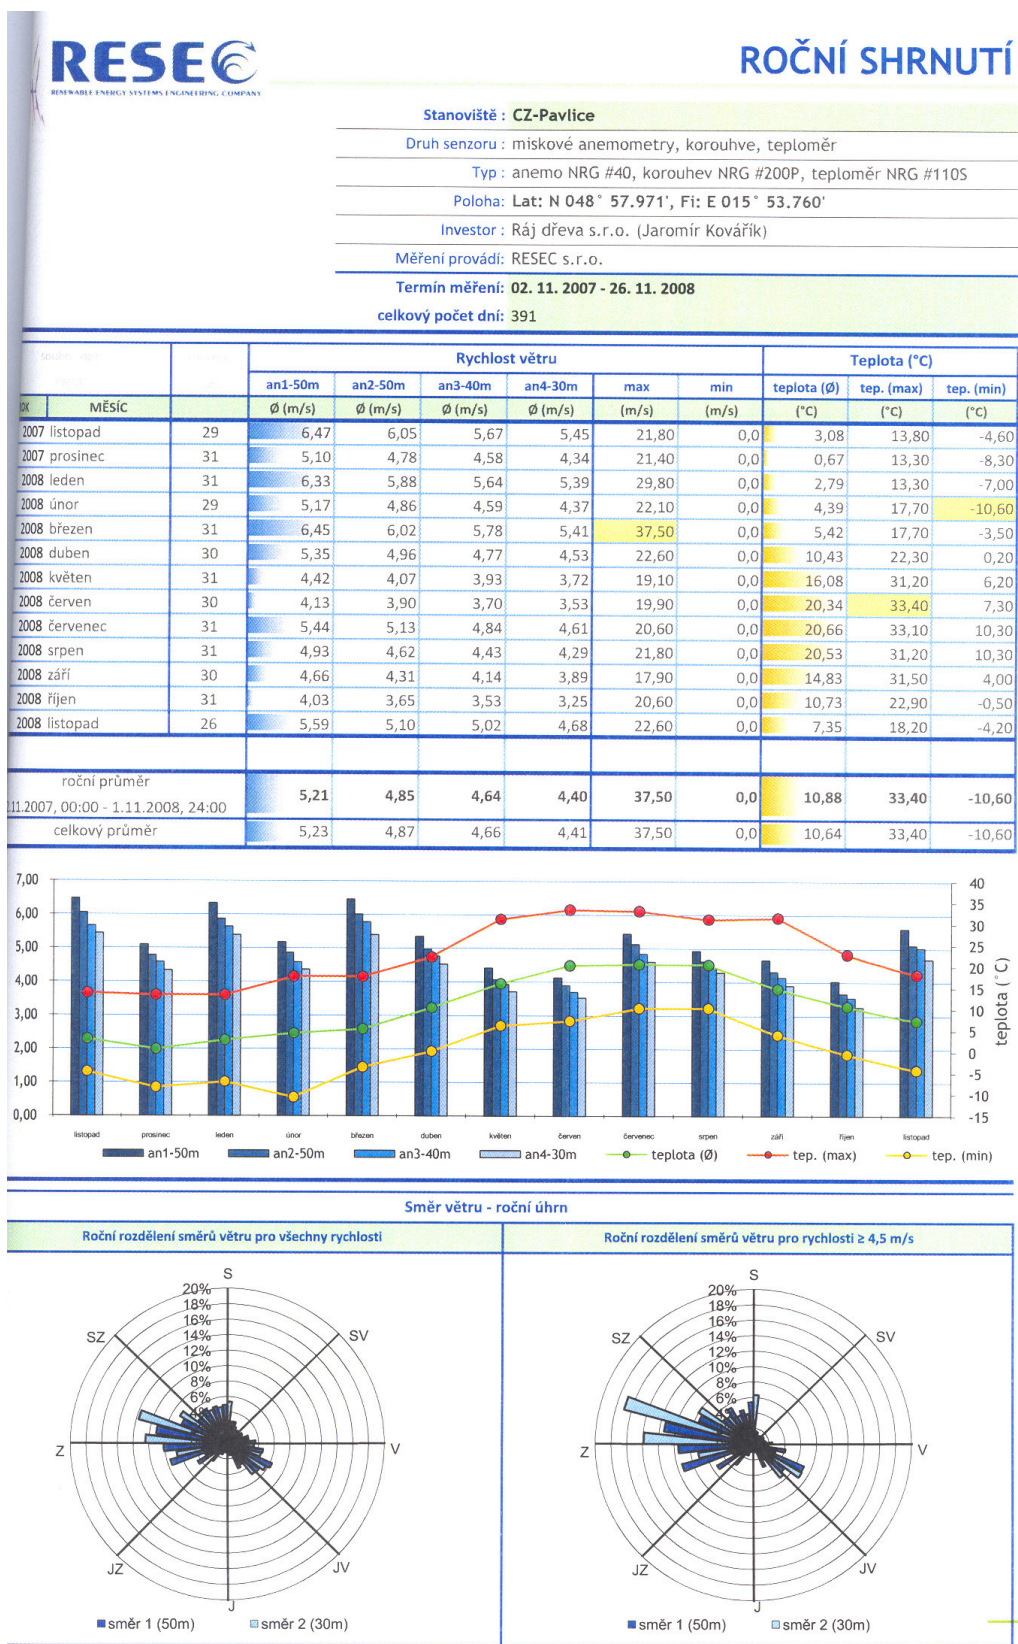 RESEC
RENEWABLE ENERGY SYSTEMS ENGINEERING COMPANY
ROČNÍ SHRNUTÍ
Stanoviště : CZ-Pavlice
Druh senzoru : miskové anemometry, korouhve, teploměr
Typ : anemo NRG #40, korouhev NRG #200P, teploměr NRG #110S
Poloha: Lat: N 048° 57.971', Fi: E 015° 53.760'
Investor : Ráj dřeva s.r.o. (Jaromír Kovářík)
Měření provádí: RESEC s.r.o.
Termín měření: 02. 11. 2007 - 26. 11. 2008
celkový počet dní: 391
Rychlost větru Teplota (°C)
an1-50m an2-50m an3-40m an4-30m max min teplota (Ø) tep. (max) tep. (min)
MĚSÍC Ø (m/s) Ø (m/s) Ø (m/s) Ø (m/s) (m/s) (m/s) (°C) (°C) (°C)
2007 listopad 29 6,47 6,05 5,67 5,45 21,80 0,0 3,08 13,80 -4,60
2007 prosinec 31 5,10 4,78 4,58 4,34 21,40 0,0 0,67 13,30 -8,30
2008 leden 31 6,33 5,88 5,64 5,39 29,80 0,0 2,79 13,30 -7,00
2008 únor 29 5,17 4,86 4,59 4,37 22,10 0,0 4,39 17,70 -10,60
2008 březen 31 6,45 6,02 5,78 5,41 37,50 0,0 5,42 17,70 -3,50
2008 duben 30 5,35 4,96 4,77 4,53 22,60 0,0 10,43 22,30 0,20
2008 květen 31 4,42 4,07 3,93 3,72 19,10 0,0 16,08 31,20 6,20
2008 červen 30 4,13 3,90 3,70 3,53 19,90 0,0 20,34 33,40 7,30
2008 červenec 31 5,44 5,13 4,84 4,61 20,60 0,0 20,66 33,10 10,30
2008 srpen 31 4,93 4,62 4,43 4,29 21,80 0,0 20,53 31,20 10,30
2008 září 30 4,66 4,31 4,14 3,89 17,90 0,0 14,83 31,50 4,00
2008 říjen 31 4,03 3,65 3,53 3,25 20,60 0,0 10,73 22,90 -0,50
2008 listopad 26 5,59 5,10 5,02 4,68 22,60 0,0 7,35 18,20 -4,20
roční průměr
.11.2007, 00:00 - 1.11.2008, 24:00 5,21 4,85 4,64 4,40 37,50 0,0 10,88 33,40 -10,60
celkový průměr 5,23 4,87 4,66 4,41 37,50 0,0 10,64 33,40 -10,60
7,00
6,00
5,00
4,00
3,00
2,00
1,00
0,00
40
35
30
25
20
15
10
5
0
-5
-10
-15
teplota (°C)
listopad prosinec leden únor březen duben květen červen červenec srpen září říjen listopad
an1-50m an2-50m an3-40m an4-30m teplota (Ø) tep. (max) tep. (min)
Směr větru - roční úhrn
Roční rozdělení směrů větru pro všechny rychlosti
S
20%
18%
16%
14%
12%
10%
8%
6%
SZ SV
Z V
JZ JV
J
směr 1 (50m) směr 2 (30m)
Roční rozdělení směrů větru pro rychlosti ≥ 4,5 m/s
S
20%
18%
16%
14%
12%
10%
8%
6%
SZ SV
Z V
JZ JV
J
směr 1 (50m) směr 2 (30m)